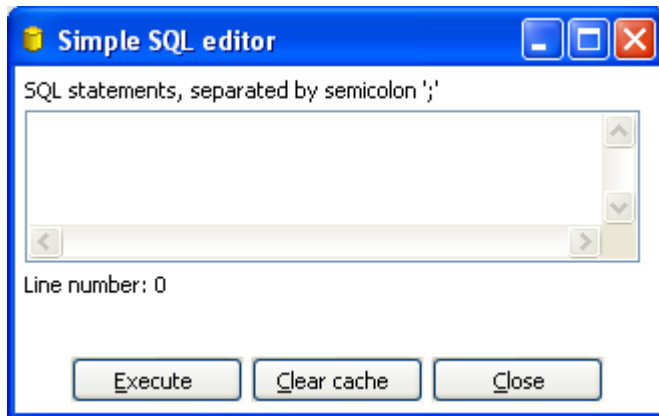 Simple SQL editor
SQL statements, separated by semicolon ';'
Line number: 0
Execute Clear cache Close